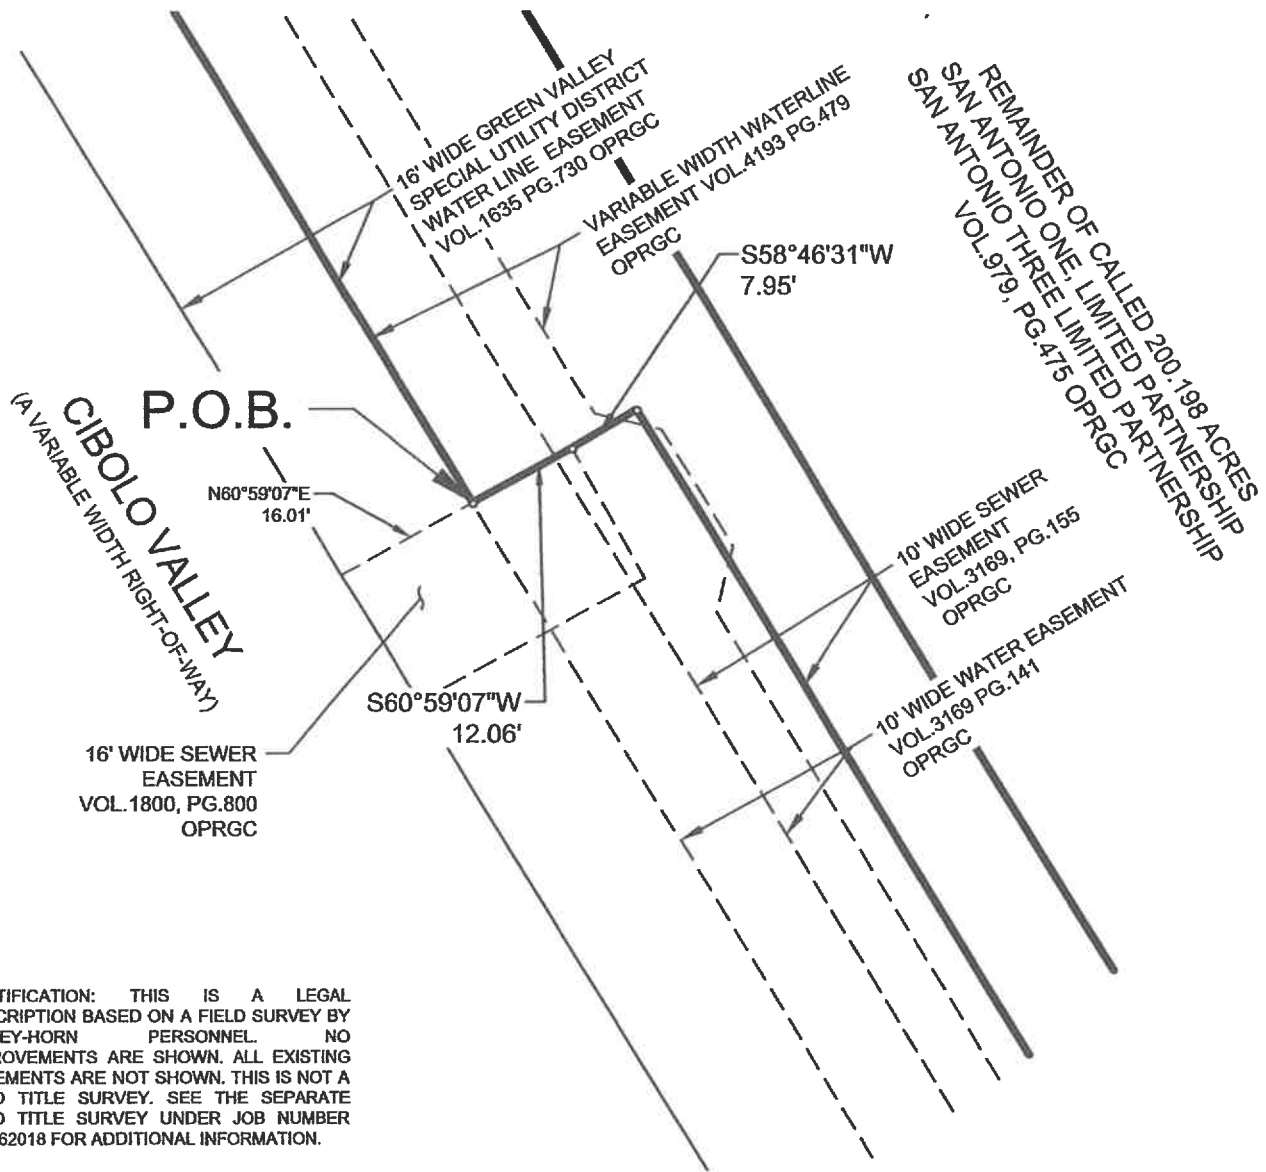 16' WIDE GREEN VALLEY
SPECIAL UTILITY DISTRICT
WATER LINE EASEMENT
VOL.1635 PG.730 OPRGC
VARIABLE WIDTH WATERLINE
EASEMENT VOL.4193 PG.479
OPRGC
REMAINDER OF CALLED 200.198 ACRES
SAN ANTONIO ONE, LIMITED PARTNERSHIP
SAN ANTONIO THREE LIMITED PARTNERSHIP
VOL.979, PG.475 OPRGC
S58°46'31"W
7.95'
P.O.B.
CIBOLO VALLEY
(A VARIABLE WIDTH RIGHT-OF-WAY)
N60°59'07"E
16.01'
10' WIDE SEWER
EASEMENT
VOL.3169, PG.155
OPRGC
10' WIDE WATER EASEMENT
VOL.3169 PG.141
OPRGC
S60°59'07"W
12.06'
16' WIDE SEWER
EASEMENT
VOL.1800, PG.800
OPRGC
TIFICATION: THIS IS A LEGAL
CRIPTION BASED ON A FIELD SURVEY BY
EY-HORN PERSONNEL. NO
ROVEMENTS ARE SHOWN. ALL EXISTING
EMENTS ARE NOT SHOWN. THIS IS NOT A
D TITLE SURVEY. SEE THE SEPARATE
D TITLE SURVEY UNDER JOB NUMBER
62018 FOR ADDITIONAL INFORMATION.